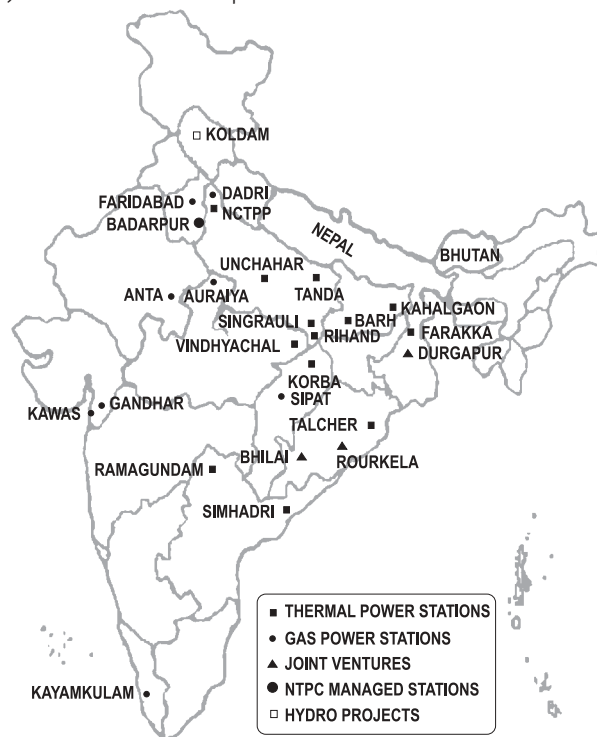 KOLDAM
DADRI
FARIDABAD
NCTPP
BADARPUR
NEPAL
BHUTAN
UNCHAHAR
TANDA
ANTA
AURAIYA
KAHALGAON
SINGRAULI
BARH
FARAKKA
RIHAND
VINDHYACHAL
DURGAPUR
KORBA
SIPAT
GANDHAR
KAWAS
TALCHER
BHILAI
ROURKELA
RAMAGUNDAM
SIMHADRI
THERMAL POWER STATIONS
GAS POWER STATIONS
JOINT VENTURES
NTPC MANAGED STATIONS
HYDRO PROJECTS
KAYAMKULAM